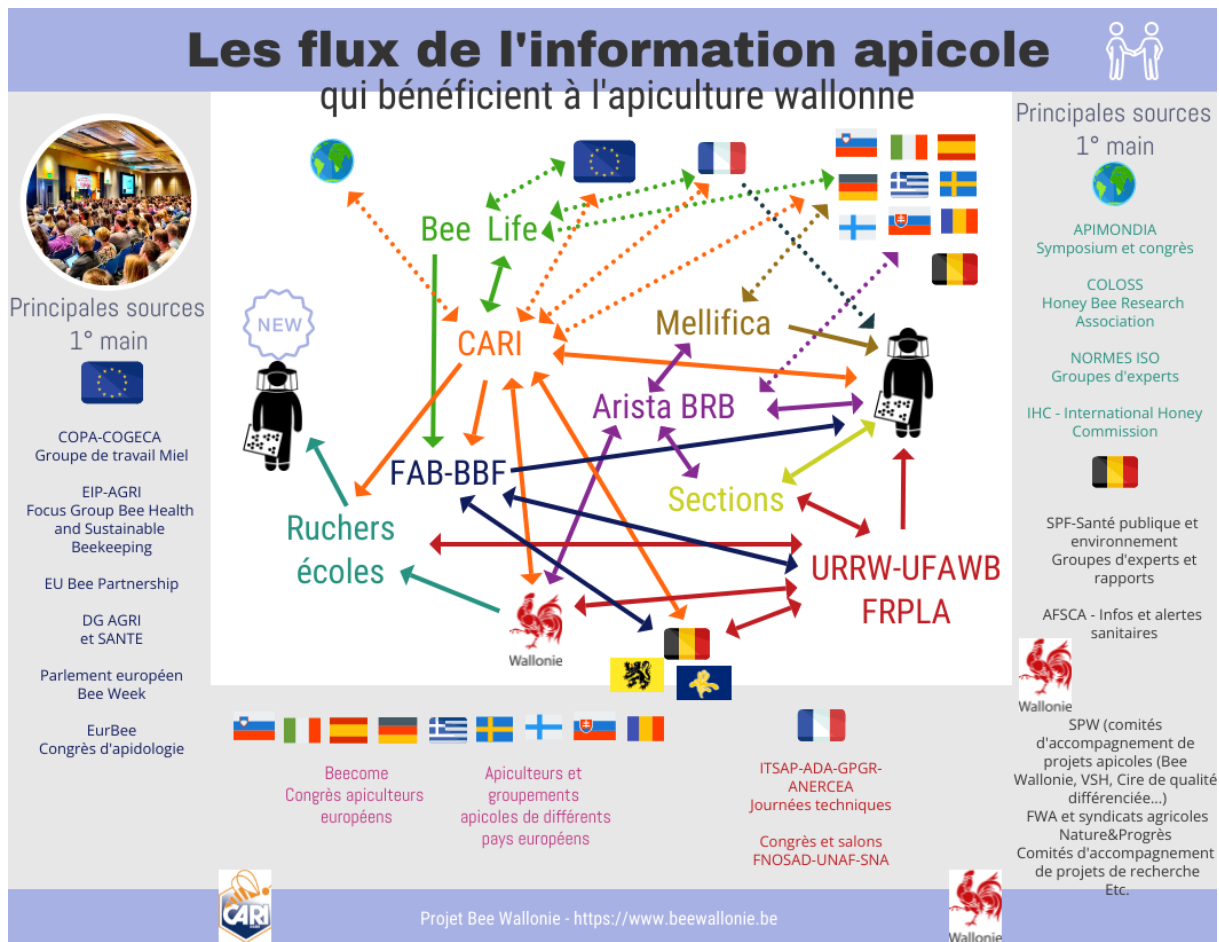 Les flux de l'information apicole
qui bénéficient à l'apiculture wallonne
Principales sources
1° main
COPA-COGECA
Groupe de travail Miel
EIP-AGRI
Focus Group Bee Health
and Sustainable
Beekeeping
EU Bee Partnership
DG AGRI
et SANTE
Parlement européen
Bee Week
EurBee
Congrès d'apidologie
NEW
Bee Life
CARI
Mellifica
Arista BRB
FAB-BBF
Sections
Ruchers
écoles
URRW-UFAWB
FRPLA
Wallonie
Principales sources
1° main
APIMONDIA
Symposium et congrès
COLOSS
Honey Bee Research
Association
NORMES ISO
Groupes d'experts
IHC - International Honey
Commission
SPF-Santé publique et
environnement
Groupes d'experts et
rapports
AFSCA - Infos et alertes
sanitaires
Wallonie
SPW (comités
d'accompagnement de
projets apicoles (Bee
Wallonie, VSH, Cire de qualité
différenciée...)
FWA et syndicats agricoles
Nature&Progrès
Comités d'accompagnement
de projets de recherche
Etc.
Beecome
Congrès apiculteurs
européens
Apiculteurs et
groupements
apicoles de différents
pays européens
ITSAP-ADA-GPGR-
ANERCEA
Journées techniques
Congrès et salons
FNOSAD-UNAF-SNA
CARI
Projet Bee Wallonie - https://www.beewallonie.be
Wallonie